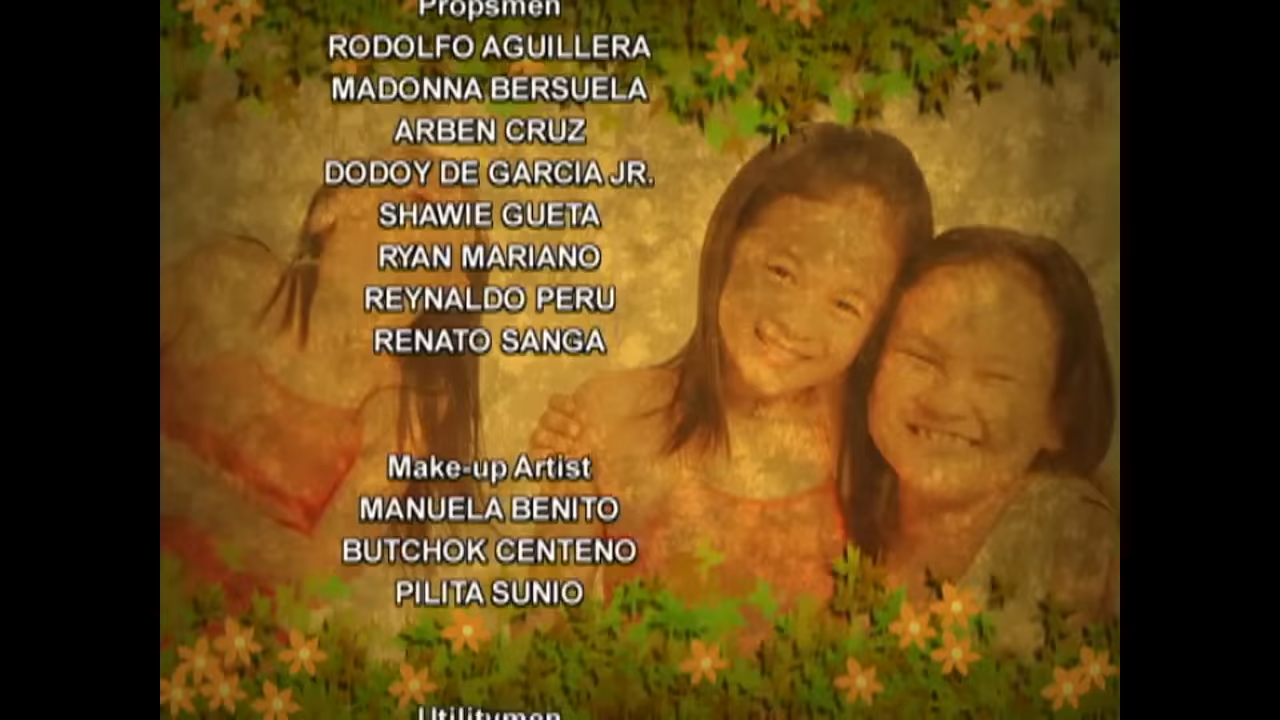 Propsmen
RODOLFO AGUILLERA
MADONNA BERSUELA
ARBEN CRUZ
DODOY DE GARCIA JR.
SHAWIE GUETA
RYAN MARIANO
REYNALDO PERU
RENATO SANGA
Make-up Artist
MANUELA BENITO
BUTCHOK CENTENO
PILITA SUNIO
Utilitymen